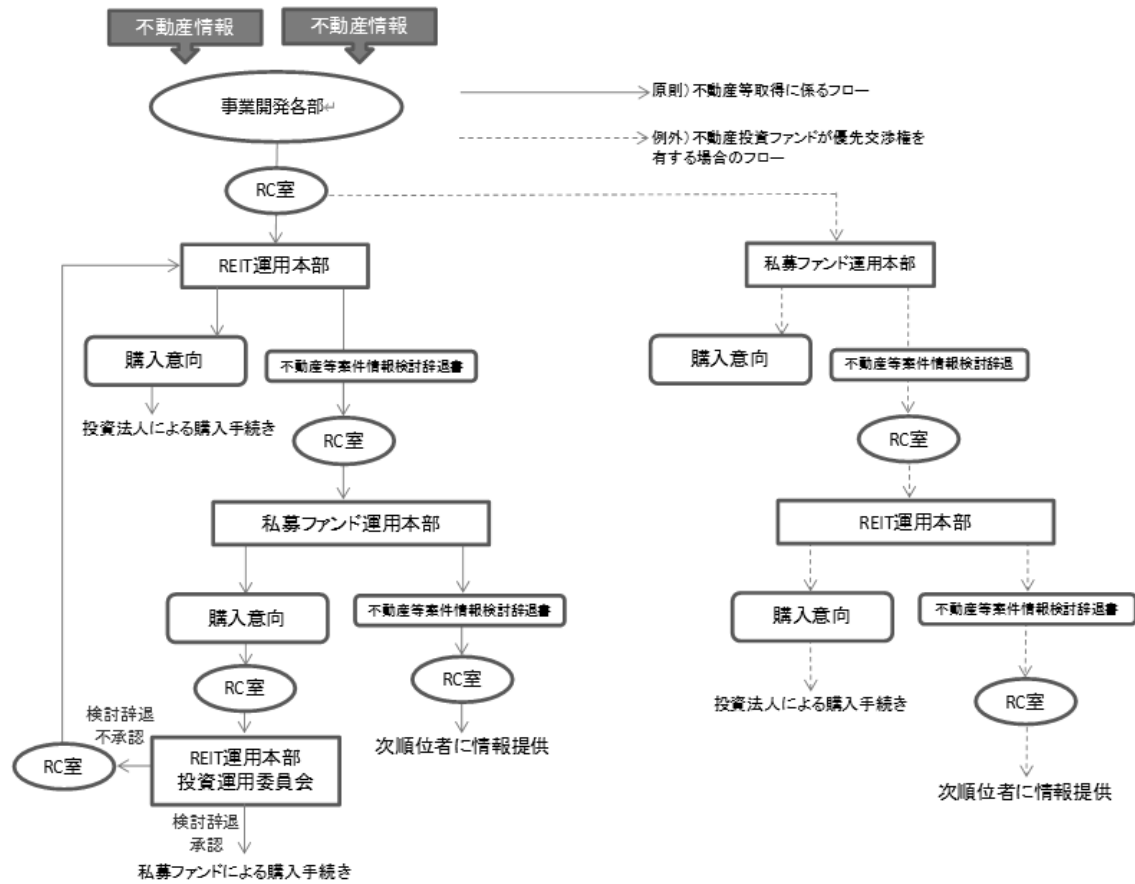 不動産情報
不動産情報
事業開発各部↵
原則）不動産等取得に係るフロー
例外）不動産投資ファンドが優先交渉権を
有する場合のフロー
RC室
REIT運用本部
私募ファンド運用本部
購入意向
不動産等案件情報検討辞退書
購入意向
不動産等案件情報検討辞退
投資法人による購入手続き
RC室
RC室
私募ファンド運用本部
REIT運用本部
購入意向
不動産等案件情報検討辞退書
購入意向
不動産等案件情報検討辞退書
RC室
RC室
RC室
投資法人による購入手続き
検討辞退
不承認
RC室
REIT運用本部
投資運用委員会
次順位者に情報提供
次順位者に情報提供
検討辞退
承認
私募ファンドによる購入手続き